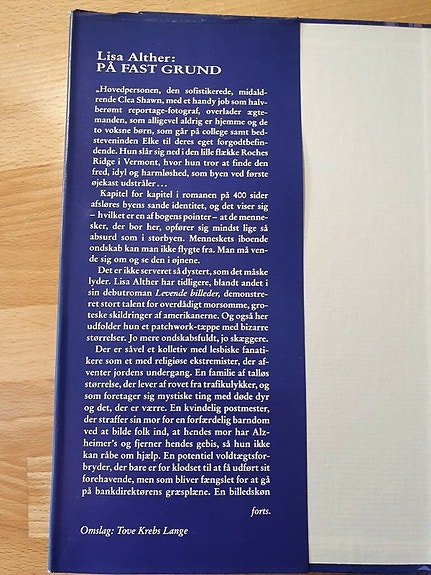 Lisa Alther:
PÅ FAST GRUND
„Hovedpersonen, den sofistikerede, midald-
rende Clea Shawn, med et handy job som halv-
berømt reportage-fotograf, overlader ægte-
manden, som alligevel aldrig er hjemme og de
to voksne børn, som går på college samt bed-
steveninden Elke til deres eget forgodtbefin-
dende. Hun slår sig ned i den lille flække Roches
Ridge i Vermont, hvor hun tror at finde den
fred, idyl og harmløshed, som byen ved første
øjekast udstråler...
Kapitel for kapitel i romanen på 400 sider
afsløres byens sande identitet, og det viser sig
– hvilket er en af bogens pointer – at de menne-
sker, der bor her, opfører sig mindst lige så
absurd som i storbyen. Menneskets iboende
ondskab kan man ikke flygte fra. Man må ven-
de sig om og se den i øjnene.
Det er ikke serveret så dystert, som det måske
lyder. Lisa Alther har tidligere, blandt andet i
sin debutroman Levende billeder, demonstre-
ret stort talent for overdådigt morsomme, gro-
teske skildringer af amerikanerne. Og også her
udfolder hun et patchwork-tæppe med bizarre
størrelser. Jo mere ondskabsfuldt, jo skæggere.
Der er såvel et kolletiv med lesbiske fanati-
kere som et med religiøse ekstremister, der af-
venter jordens undergang. En familie af talløs
størrelse, der lever af rovet fra trafikulykker, og
som foretager sig mystiske ting med døde dyr
og det, der er værre. En kvindelig postmester,
der straffer sin mor for en forfærdelig barndom
ved at bilde folk ind, at hendes mor har Alz-
heimer's og fjerner hendes gebis, så hun ikke
kan råbe om hjælp. En potentiel voldtægtsfor-
bryder, der bare er for klodset til at få udført sit
forehavende, men som bliver fængslet for at gå
på bankdirektørens græsplæne. En billedskøn
forts.
Omslag: Tove Krebs Lange